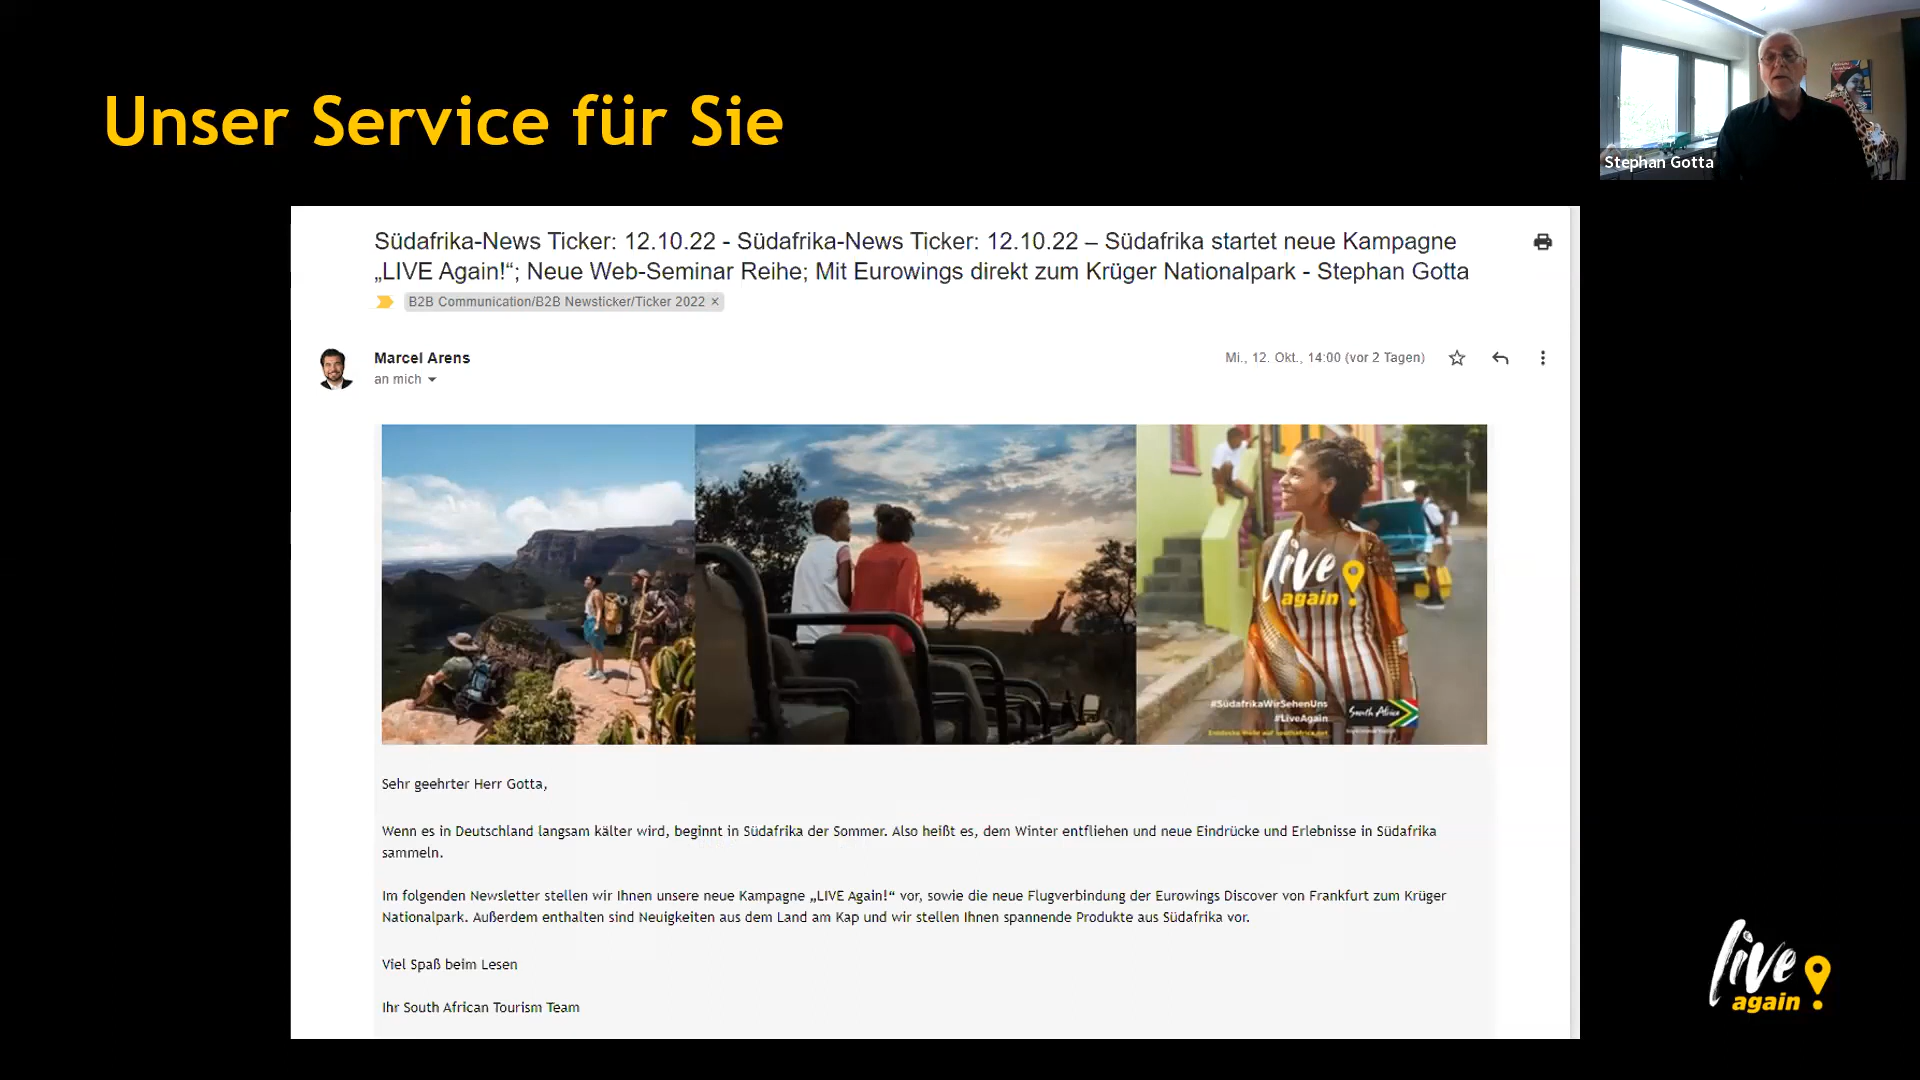 Unser Service für Sie
Stephan Gotta
Südafrika-News Ticker: 12.10.22 - Südafrika-News Ticker: 12.10.22 – Südafrika startet neue Kampagne
„LIVE Again!“; Neue Web-Seminar Reihe; Mit Eurowings direkt zum Krüger Nationalpark - Stephan Gotta
B2B Communication/B2B Newsticker/Ticker 2022 ×
Marcel Arens
Mi., 12. Okt., 14:00 (vor 2 Tagen)
an mich
live
again
#SüdafrikaWirSehenUns
#LiveAgain
South Africa
Sehr geehrter Herr Gotta,
Wenn es in Deutschland langsam kälter wird, beginnt in Südafrika der Sommer. Also heißt es, dem Winter entfliehen und neue Eindrücke und Erlebnisse in Südafrika
sammeln.
Im folgenden Newsletter stellen wir Ihnen unsere neue Kampagne „LIVE Again!“ vor, sowie die neue Flugverbindung der Eurowings Discover von Frankfurt zum Krüger
Nationalpark. Außerdem enthalten sind Neuigkeiten aus dem Land am Kap und wir stellen Ihnen spannende Produkte aus Südafrika vor.
Viel Spaß beim Lesen
Ihr South African Tourism Team
live
again